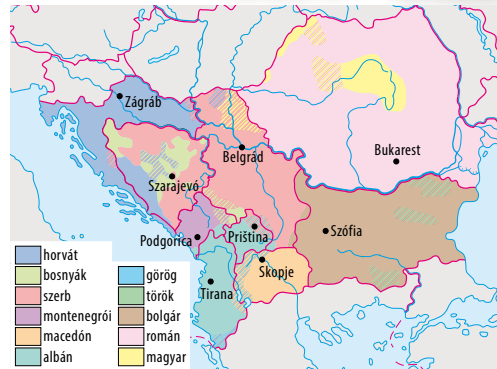 Zágráb
Belgrád
Bukarest
Szarajevó
Podgorica
Priština
Szófia
Skopje
Tirana
horvát
bosnyák
szerb
montenegrói
macedón
albán
görög
török
bolgár
román
magyar